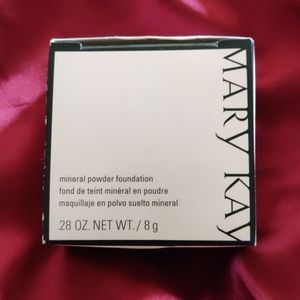 MARY KAY
mineral powder foundation
fond de teint minéral en poudre
maquillaje en polvo suelto mineral
.28 OZ. NET WT./8 g